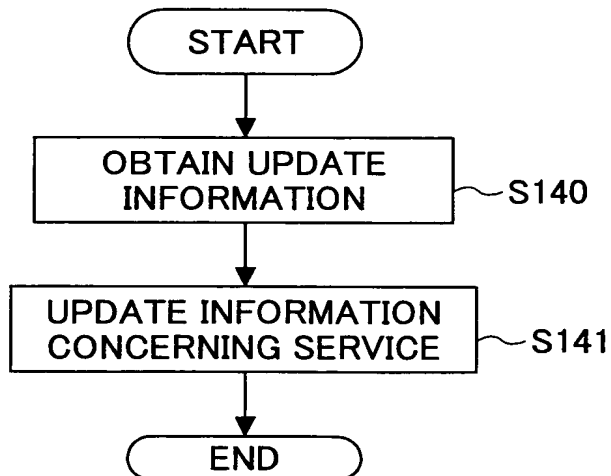 START
OBTAIN UPDATE
INFORMATION
S140
UPDATE INFORMATION
CONCERNING SERVICE
S141
END